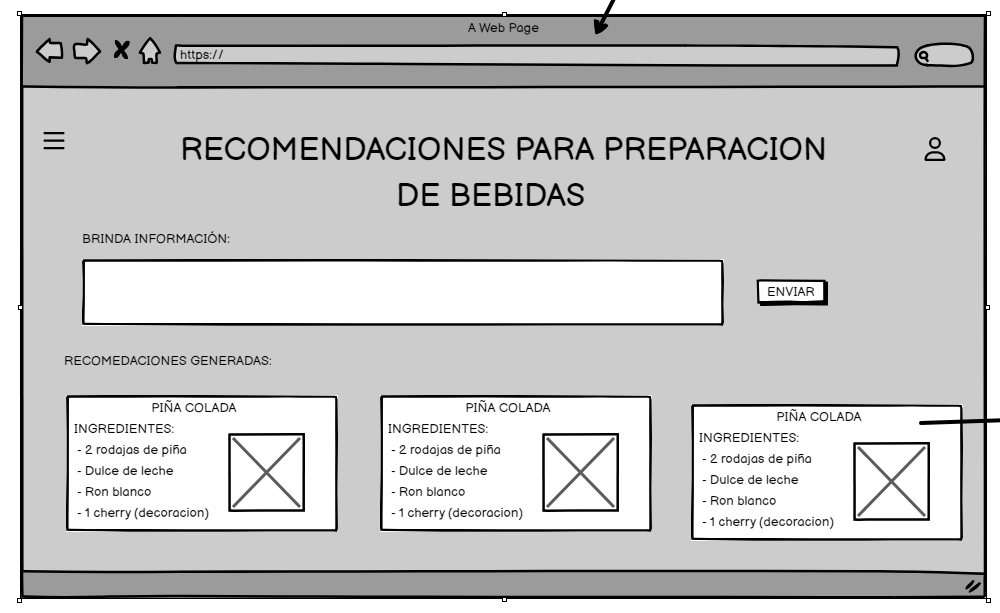 A Web Page
https://
RECOMENDACIONES PARA PREPARACION
DE BEBIDAS
BRINDA INFORMACIÓN:
ENVIAR
RECOMEDACIONES GENERADAS:
PIÑA COLADA
INGREDIENTES:
- 2 rodajas de piña
- Dulce de leche
- Ron blanco
- 1 cherry (decoracion)
PIÑA COLADA
INGREDIENTES:
- 2 rodajas de piña
- Dulce de leche
- Ron blanco
- 1 cherry (decoracion)
PIÑA COLADA
INGREDIENTES:
- 2 rodajas de piña
- Dulce de leche
- Ron blanco
- 1 cherry (decoracion)